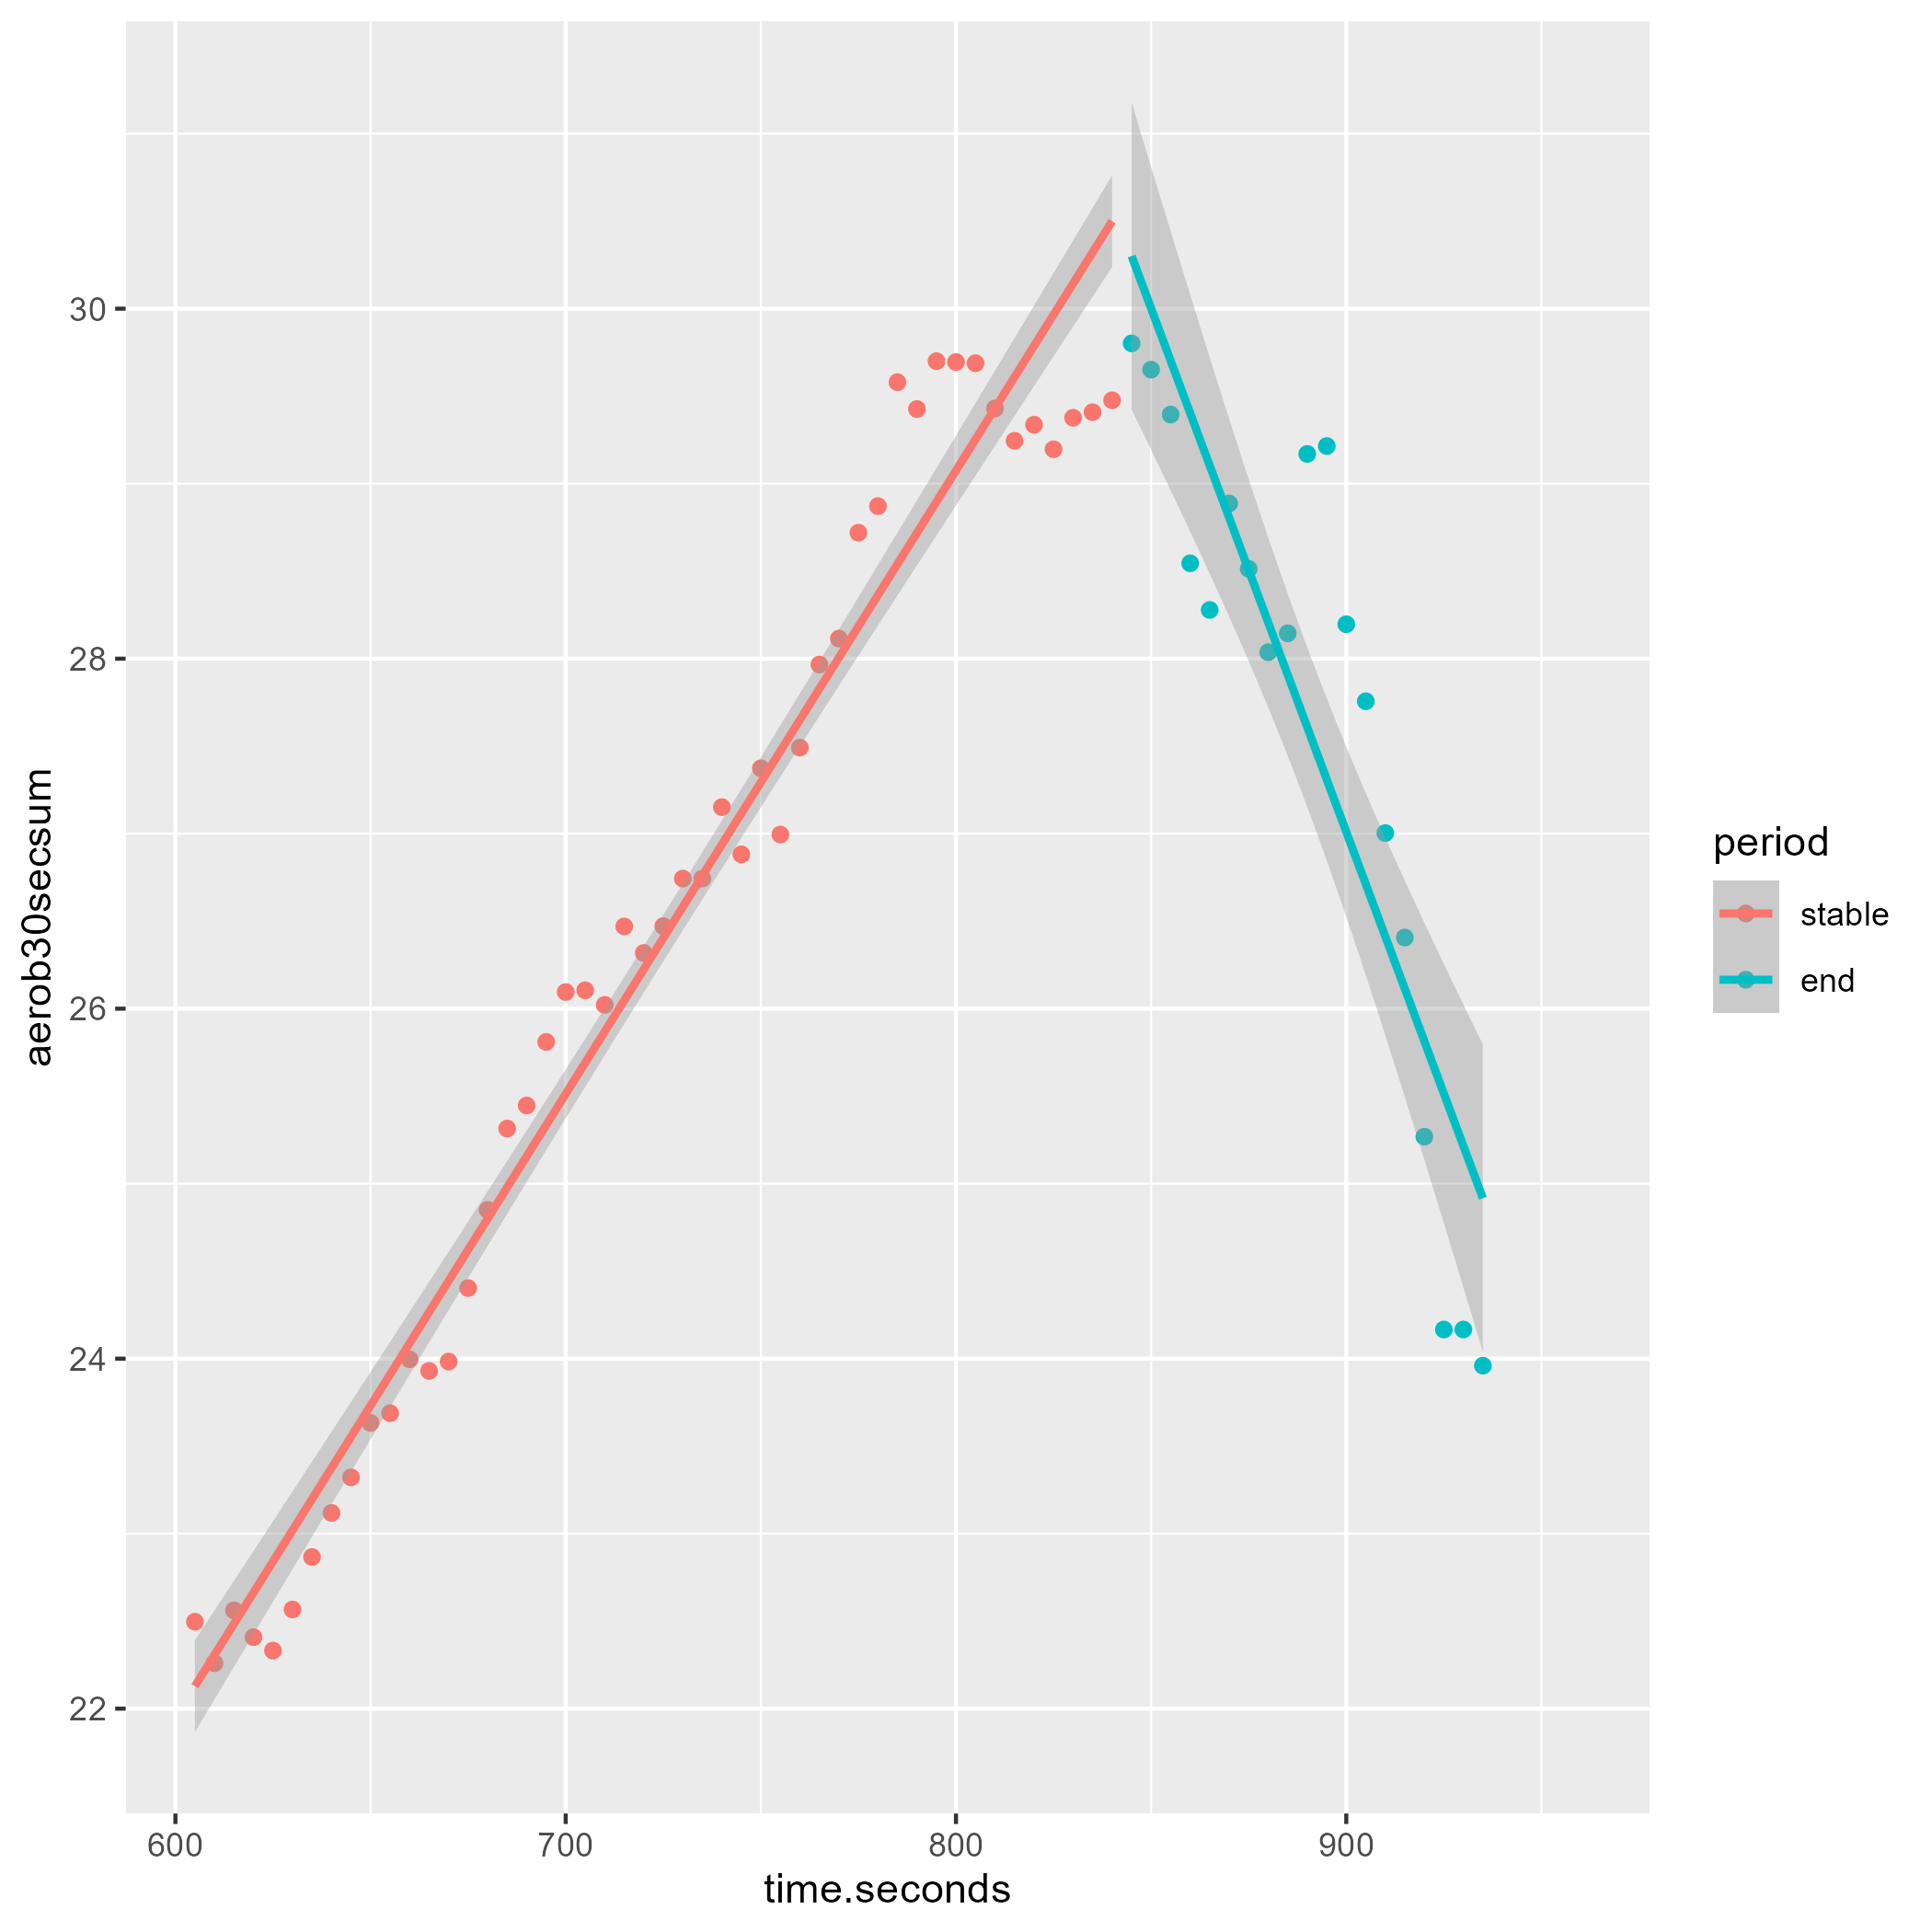 30
28
26
24
22
aerob30secsum
600 700 800 900
time.seconds
period
stable
end